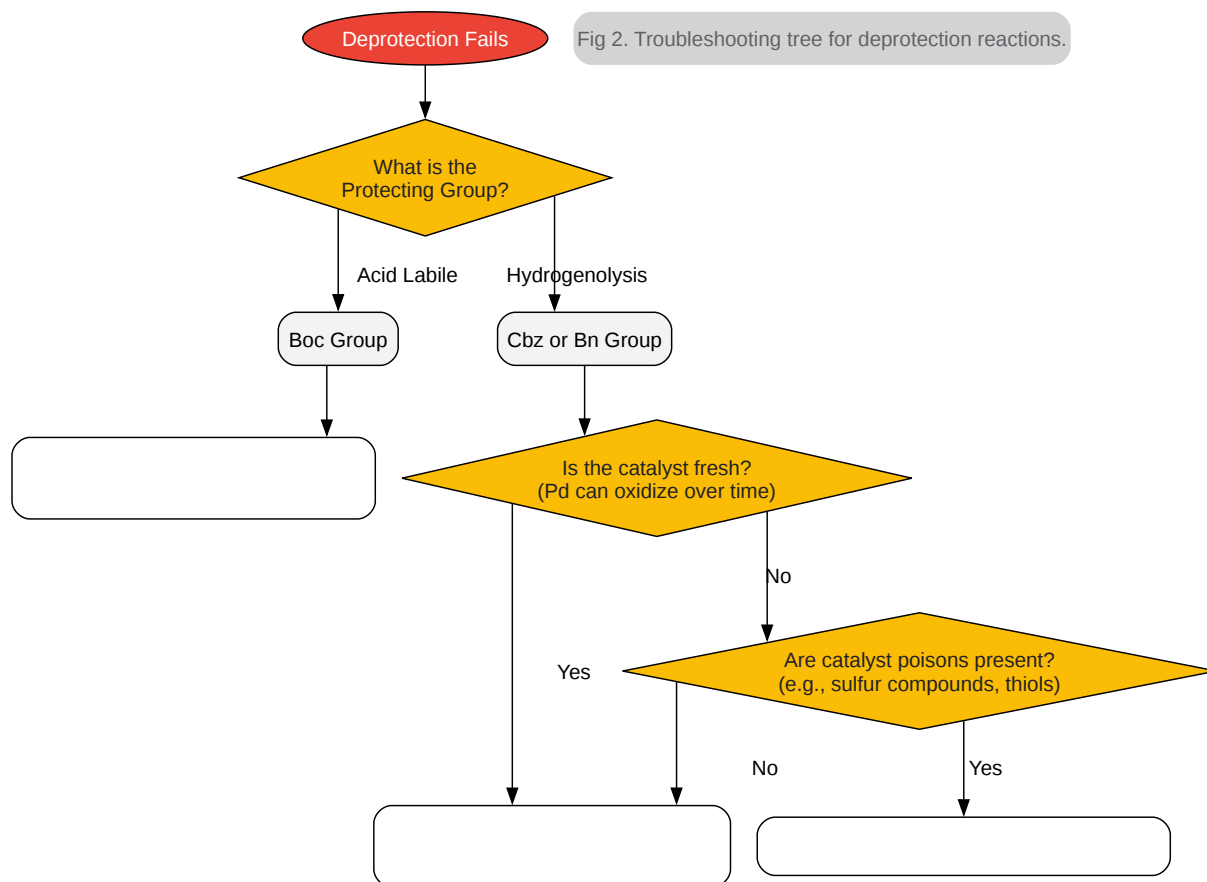 Deprotection Fails
Fig 2. Troubleshooting tree for deprotection reactions.
What is the
Protecting Group?
Acid Labile
Hydrogenolysis
Boc Group
Cbz or Bn Group
Is the catalyst fresh?
(Pd can oxidize over time)
No
Are catalyst poisons present?
(e.g., sulfur compounds, thiols)
Yes
No
Yes